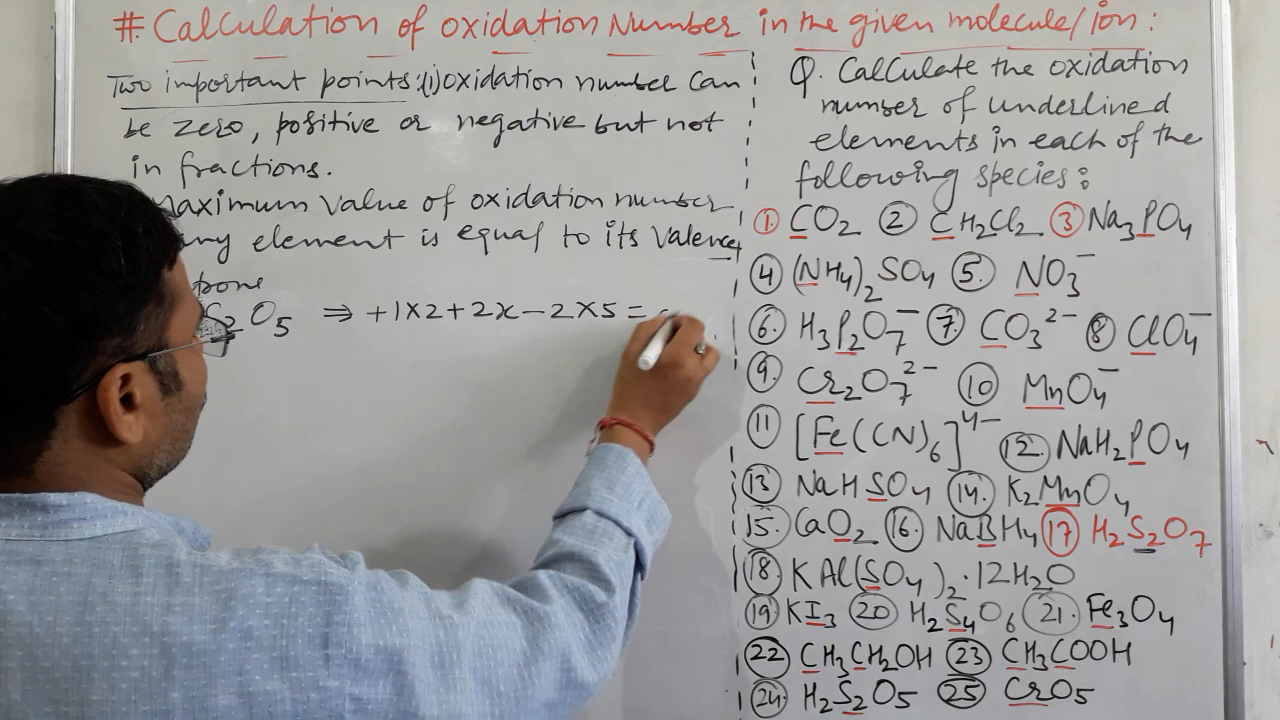 #. Calculation of oxidation Number in the given molecule/ion:
Two important points:(i) oxidation number can
be zero, positive or negative but not
in fractions.
Maximum value of oxidation number
any element is equal to its valence
S₂O₅ ⇒ +1×2+2x-2×5=
Q. Calculate the oxidation
number of underlined
elements in each of the
following species:
1. CO₂ 2 CH₂Cl₂ 3 Na₃PO₄
4 (NH₄)₂SO₄ 5. NO₃⁻
6. H₃P₂O₇⁻ 7. CO₃²⁻ 8 ClO₄⁻
9. Cr₂O₇²⁻ 10 MnO₄⁻
11 [Fe(CN)₆]⁴⁻ 12. NaH₂PO₄
13 NaHSO₄ 14. K₂MnO₄
15. CaO₂ 16. NaBH₄ 17 H₂S₂O₇
18. KAl(SO₄)₂·12H₂O
19. KI₃ 20 H₂S₄O₆ 21. Fe₃O₄
22 CH₃CH₂OH 23 CH₃COOH
24. H₂S₂O₅ 25 CrO₅